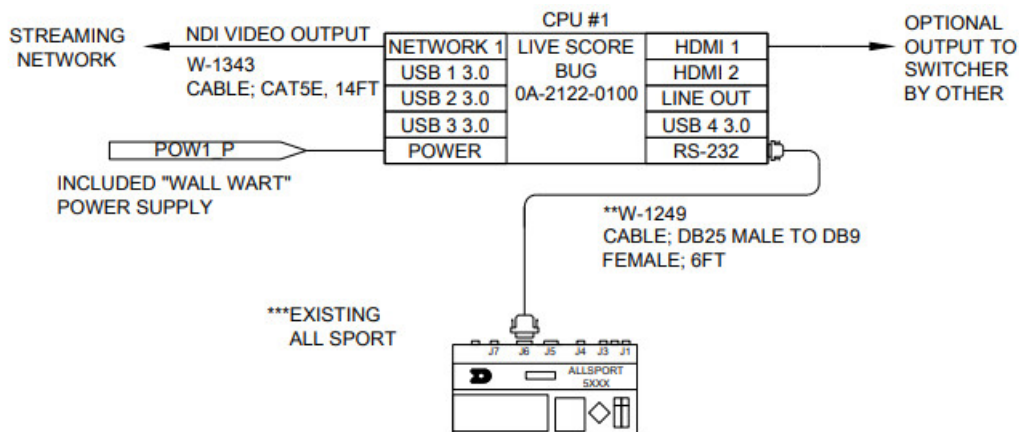 CPU #1
STREAMING
NETWORK
NDI VIDEO OUTPUT
W-1343
CABLE; CAT5E, 14FT
NETWORK 1
USB 1 3.0
USB 2 3.0
USB 3 3.0
POWER
LIVE SCORE
BUG
0A-2122-0100
HDMI 1
HDMI 2
LINE OUT
USB 4 3.0
RS-232
OPTIONAL
OUTPUT TO
SWITCHER
BY OTHER
POW1_P
INCLUDED "WALL WART"
POWER SUPPLY
**W-1249
CABLE; DB25 MALE TO DB9
FEMALE; 6FT
***EXISTING
ALL SPORT
J7 J6 J5 J4 J3 J1
D
ALLSPORT
5XXX